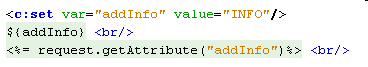 <c:set var="addInfo" value="INFO"/>
${addInfo} <br/>
<%= request.getAttribute("addInfo")%> <br/>